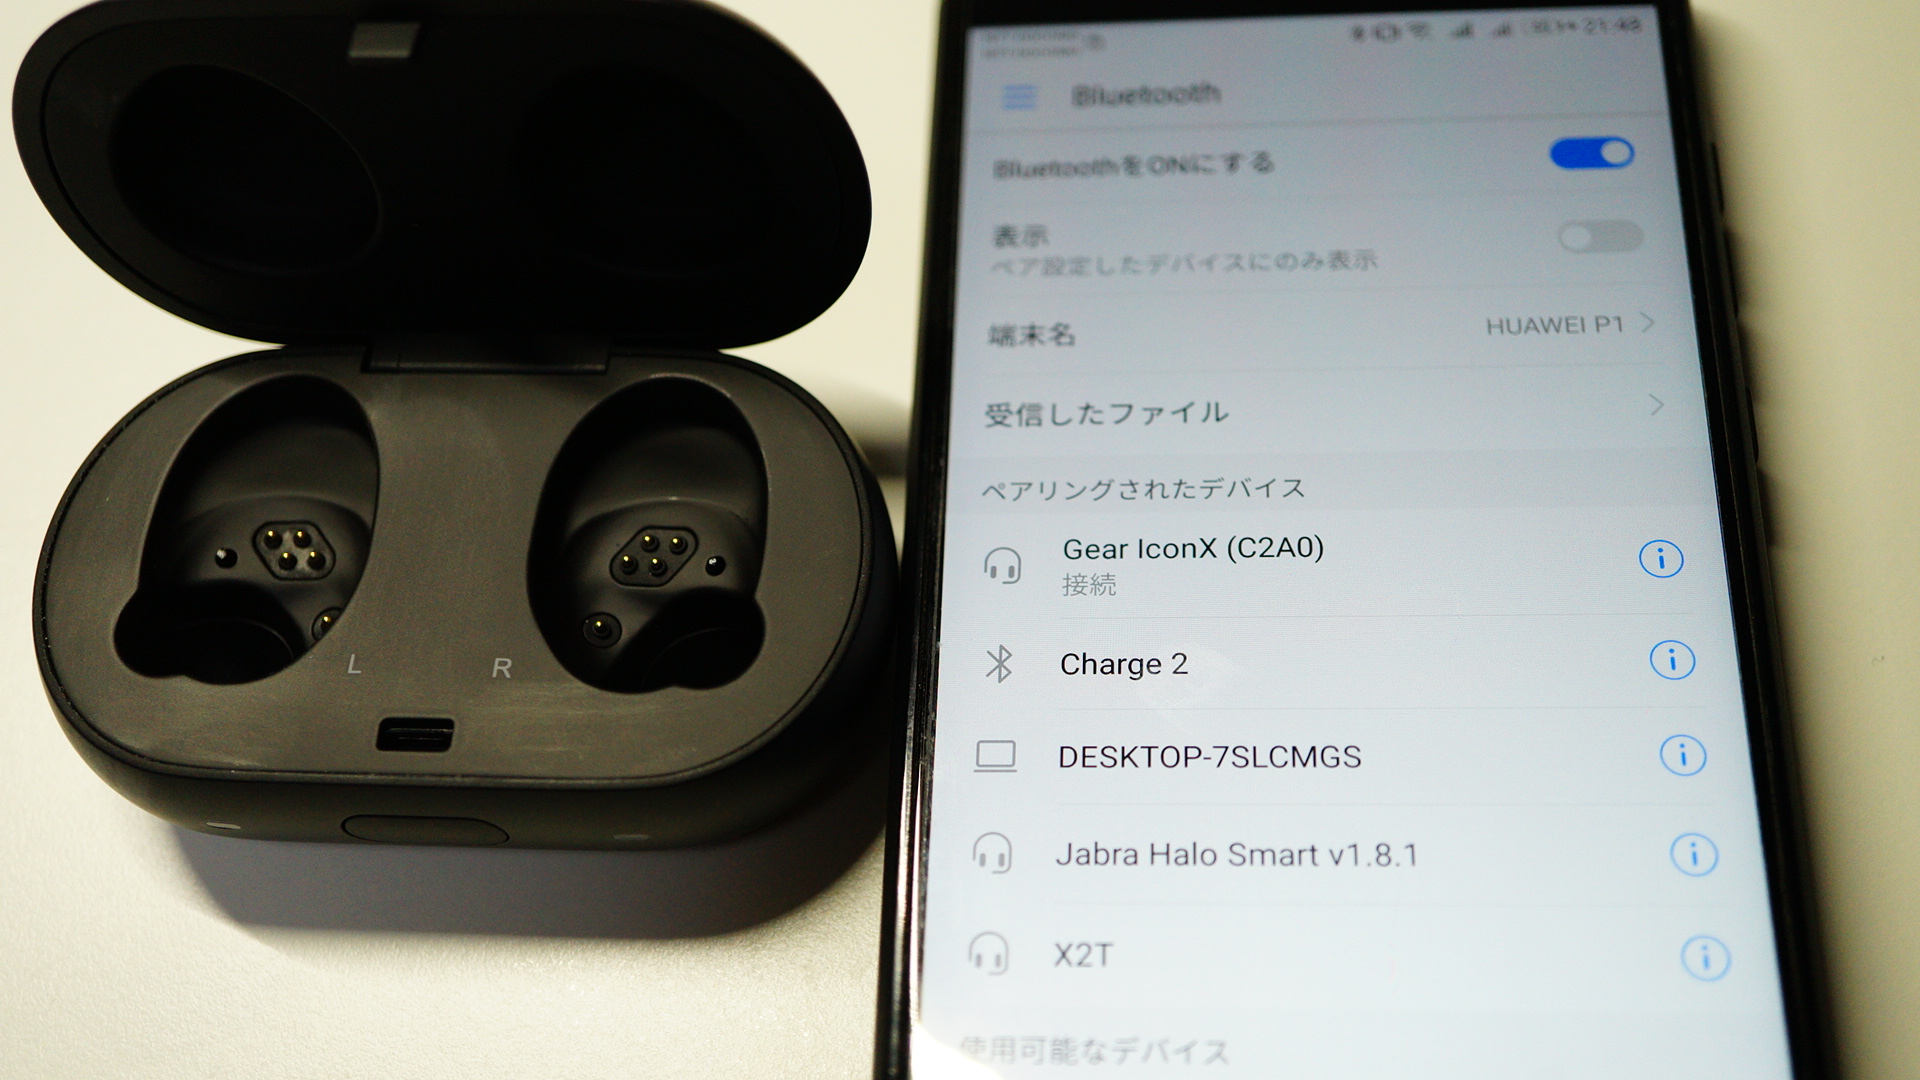 L
R
21:48
Bluetooth
BluetoothをONにする
表示
ペア設定したデバイスにのみ表示
端末名
HUAWEI P1
受信したファイル
ペアリングされたデバイス
Gear IconX (C2A0)
接続
Charge 2
DESKTOP-7SLCMGS
Jabra Halo Smart v1.8.1
X2T
使用可能なデバイス